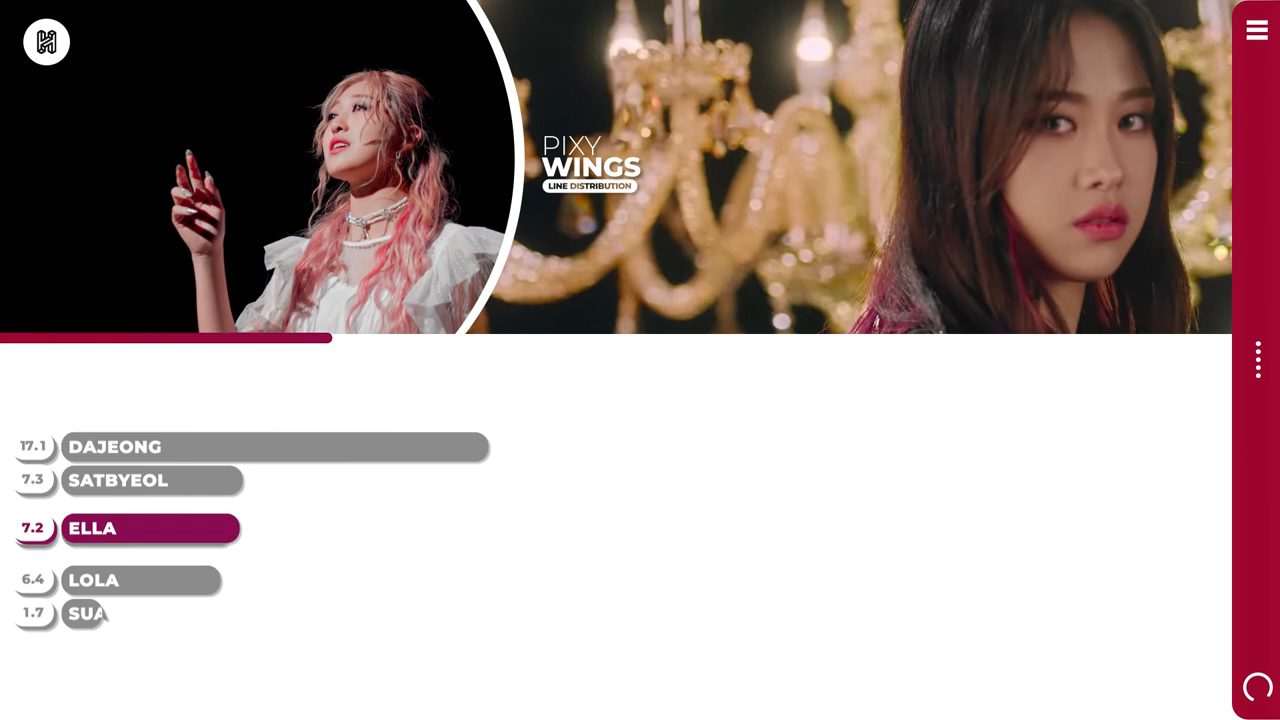 PIXY
WINGS
LINE DISTRIBUTION
17.1 DAJEONG
7.3 SATBYEOL
7.2 ELLA
6.4 LOLA
1.7 SUA